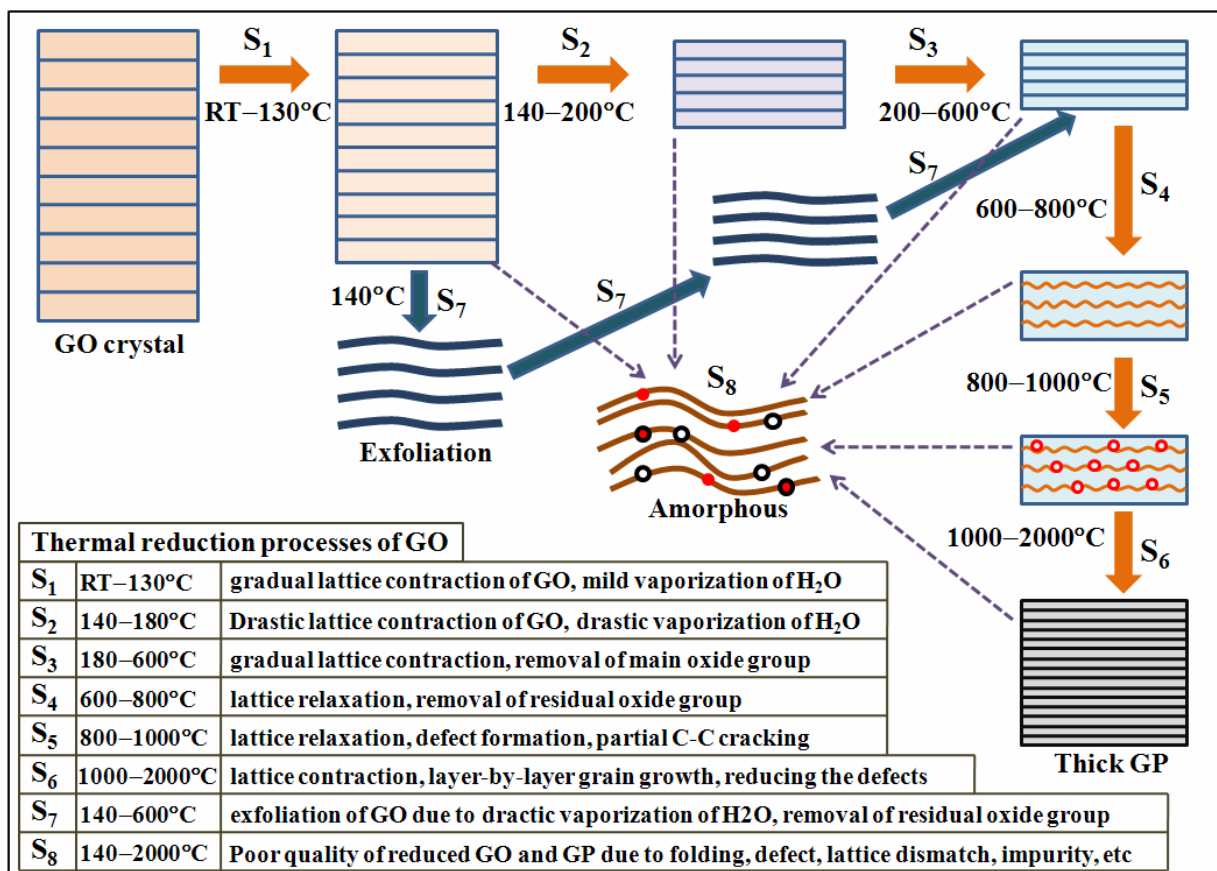 S1
S2
S3
RT–130°C
140–200°C
200–600°C
S7
S4
600–800°C
140°C
S7
S7
GO crystal
S8
800–1000°C
S5
Exfoliation
Amorphous
1000–2000°C
S6
Thick GP
Thermal reduction processes of GO
S1 RT–130°C gradual lattice contraction of GO, mild vaporization of H2O
S2 140–180°C Drastic lattice contraction of GO, drastic vaporization of H2O
S3 180–600°C gradual lattice contraction, removal of main oxide group
S4 600–800°C lattice relaxation, removal of residual oxide group
S5 800–1000°C lattice relaxation, defect formation, partial C-C cracking
S6 1000–2000°C lattice contraction, layer-by-layer grain growth, reducing the defects
S7 140–600°C exfoliation of GO due to dractic vaporization of H2O, removal of residual oxide group
S8 140–2000°C Poor quality of reduced GO and GP due to folding, defect, lattice dismatch, impurity, etc